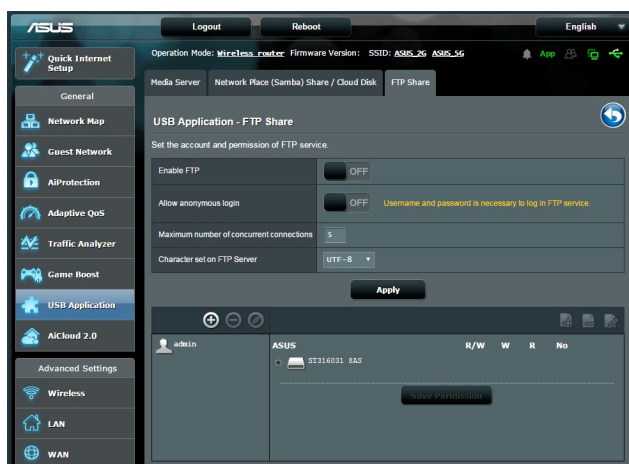 ASUS
Logout Reboot English
Quick Internet Setup
Operation Mode: Wireless router Firmware Version: SSID: ASUS_2G ASUS_5G App
Media Server Network Place (Samba) Share / Cloud Disk FTP Share
General
Network Map
Guest Network
AiProtection
Adaptive QoS
Traffic Analyzer
Game Boost
USB Application
AiCloud 2.0
Advanced Settings
Wireless
LAN
WAN
USB Application - FTP Share
Set the account and permission of FTP service.
Enable FTP OFF
Allow anonymous login OFF Username and password is necessary to log in FTP service.
Maximum number of concurrent connections 5
Character set on FTP Server UTF-8
Apply
admin
ASUS R/W W R No
ST316031 8AS
Save Permission